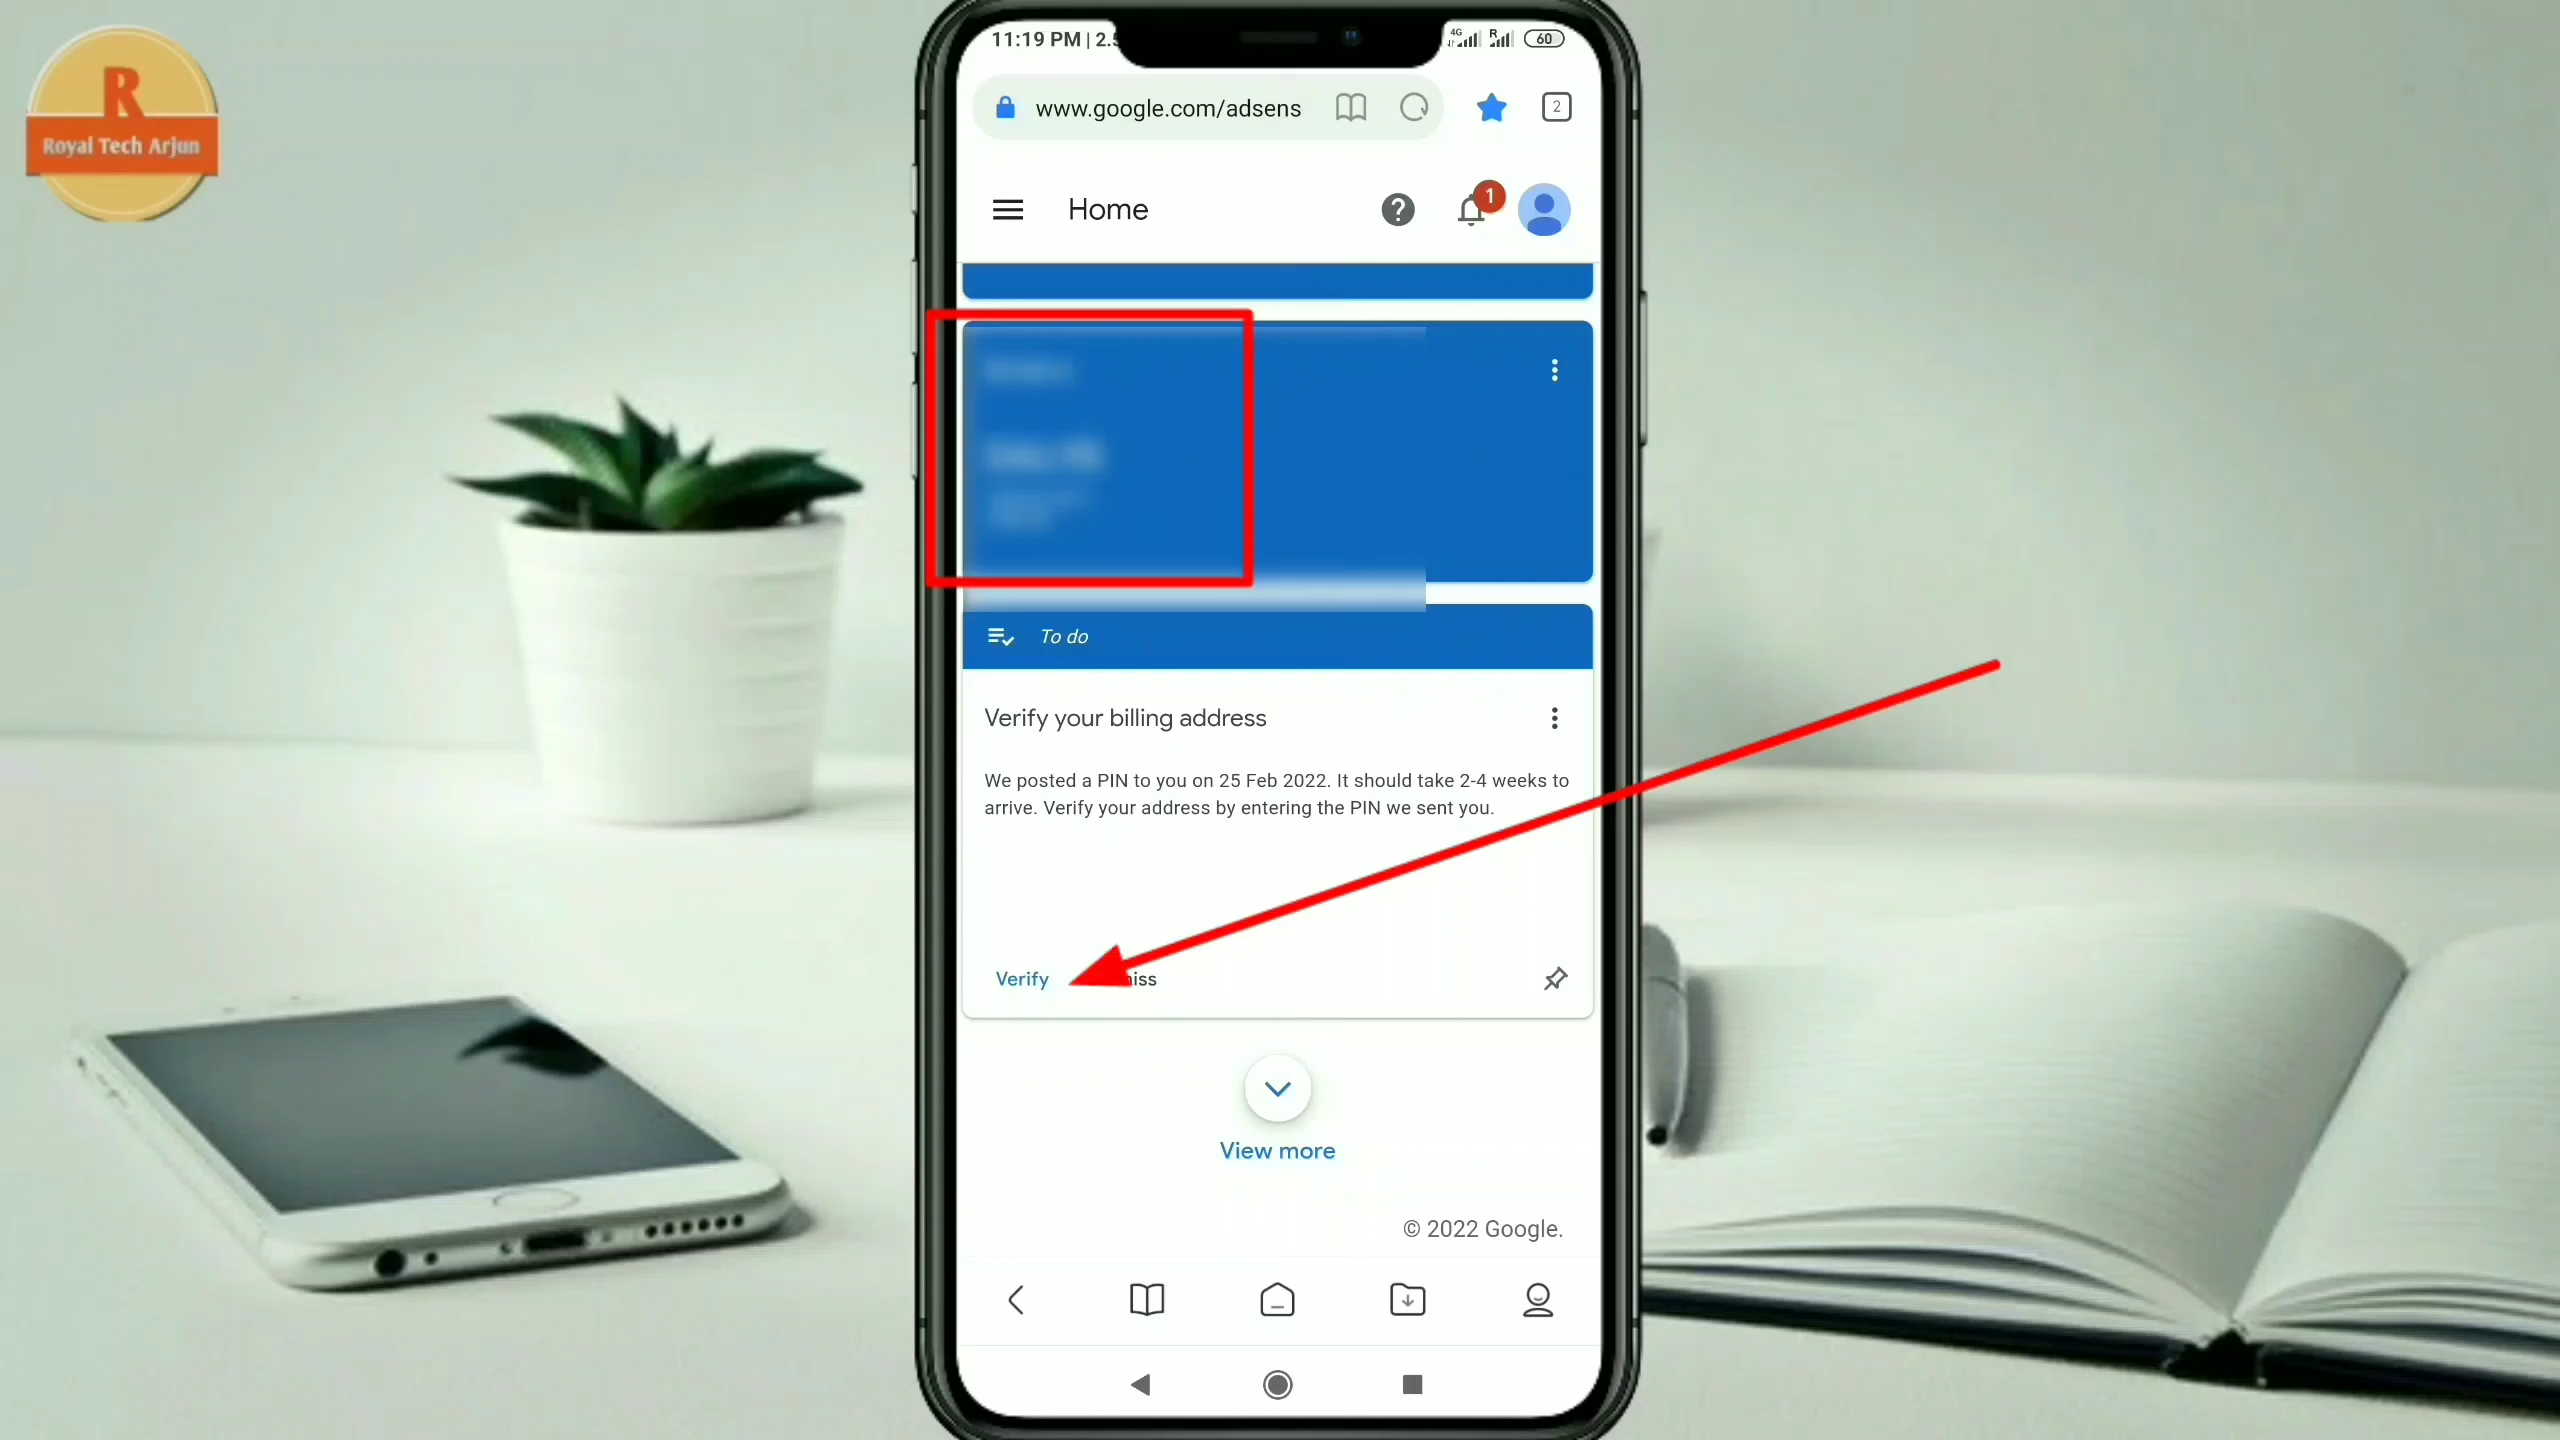 R
Royal Tech Arjun
11:19 PM | 2.5
4G
R
60
www.google.com/adsens
2
Home
1
To do
Verify your billing address
We posted a PIN to you on 25 Feb 2022. It should take 2-4 weeks to
arrive. Verify your address by entering the PIN we sent you.
Verify
View more
© 2022 Google.